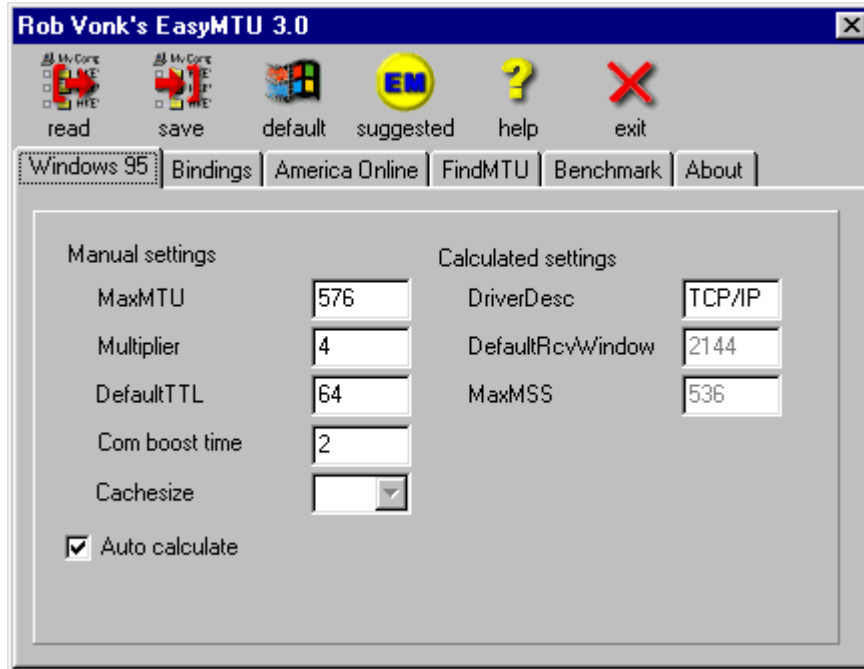 Rob Vonk's EasyMTU 3.0
read save default suggested help exit
Windows 95 Bindings America Online FindMTU Benchmark About
Manual settings
MaxMTU 576
Multiplier 4
DefaultTTL 64
Com boost time 2
Cachesize
Auto calculate
Calculated settings
DriverDesc TCP/IP
DefaultRcvWindow 2144
MaxMSS 536